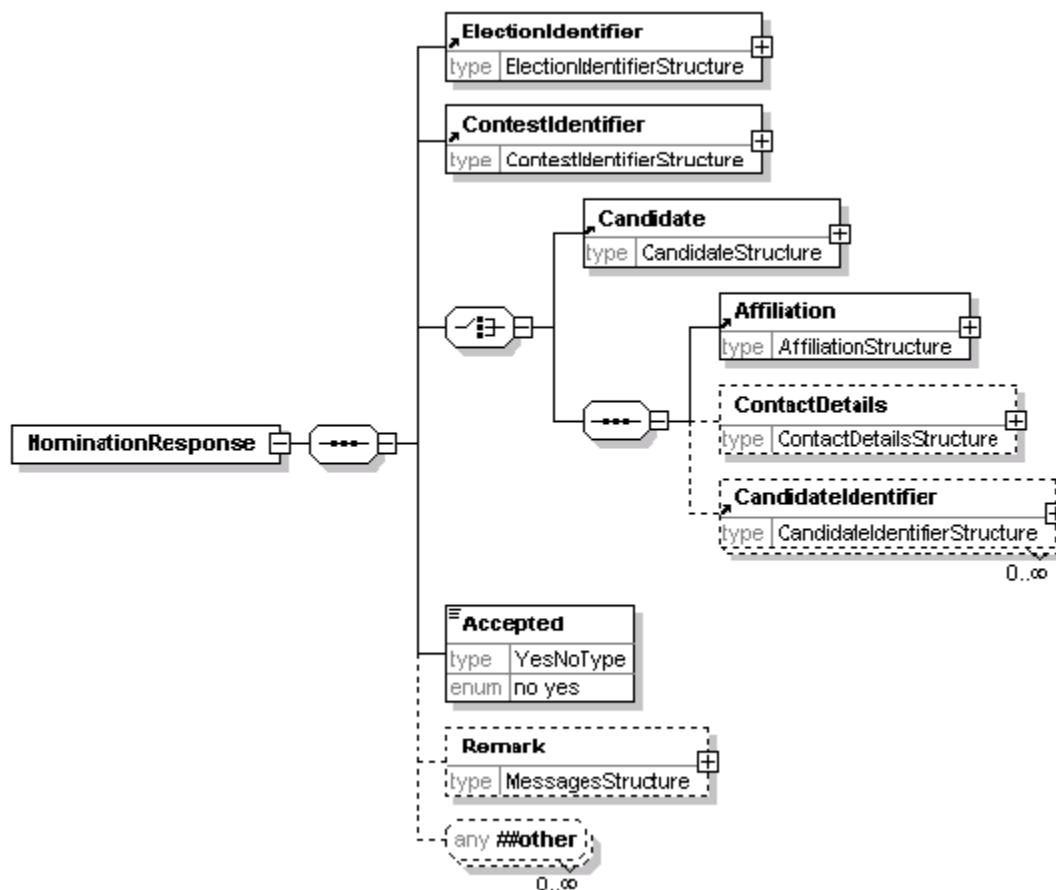 ElectionIdentifier
type ElectionIdentifierStructure
ContestIdentifier
type ContestIdentifierStructure
Candidate
type CandidateStructure
Affiliation
type AffiliationStructure
ContactDetails
type ContactDetailsStructure
NominationResponse
CandidateIdentifier
type CandidateIdentifierStructure
0..∞
Accepted
type YesNoType
enum no yes
Remark
type MessagesStructure
any ##other
0..∞